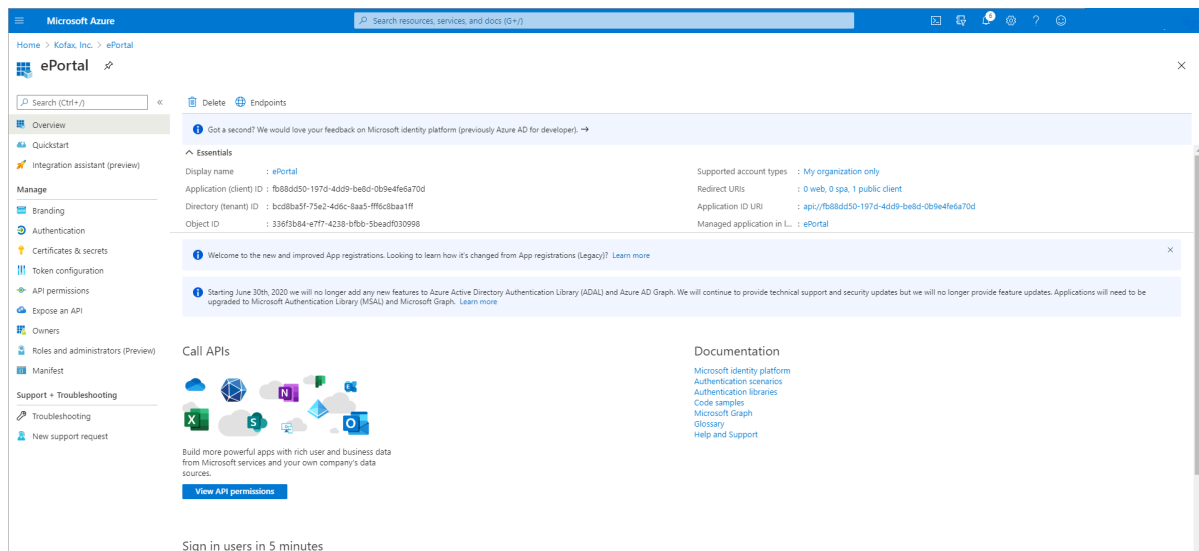 Microsoft Azure
Search resources, services, and docs (G+/)
6
Home > Kofax, Inc. > ePortal
ePortal
Search (Ctrl+/)
Delete
Endpoints
Overview
Quickstart
Integration assistant (preview)
Manage
Branding
Authentication
Certificates & secrets
Token configuration
API permissions
Expose an API
Owners
Roles and administrators (Preview)
Manifest
Support + Troubleshooting
Troubleshooting
New support request
Got a second? We would love your feedback on Microsoft identity platform (previously Azure AD for developer). →
Essentials
Display name : ePortal
Application (client) ID : fb88dd50-197d-4dd9-be8d-0b9e4fe6a70d
Directory (tenant) ID : bcd8ba5f-75e2-4d6c-8aa5-fff6c8baa1ff
Object ID : 336f3b84-e7f7-4238-bfbb-5beadf030998
Supported account types : My organization only
Redirect URIs : 0 web, 0 spa, 1 public client
Application ID URI : api://fb88dd50-197d-4dd9-be8d-0b9e4fe6a70d
Managed application in l... : ePortal
Welcome to the new and improved App registrations. Looking to learn how it's changed from App registrations (Legacy)? Learn more
Starting June 30th, 2020 we will no longer add any new features to Azure Active Directory Authentication Library (ADAL) and Azure AD Graph. We will continue to provide technical support and security updates but we will no longer provide feature updates. Applications will need to be
upgraded to Microsoft Authentication Library (MSAL) and Microsoft Graph. Learn more
Call APIs
N
X
S
E
O
Build more powerful apps with rich user and business data
from Microsoft services and your own company's data
sources.
View API permissions
Documentation
Microsoft identity platform
Authentication scenarios
Authentication libraries
Code samples
Microsoft Graph
Glossary
Help and Support
Sign in users in 5 minutes